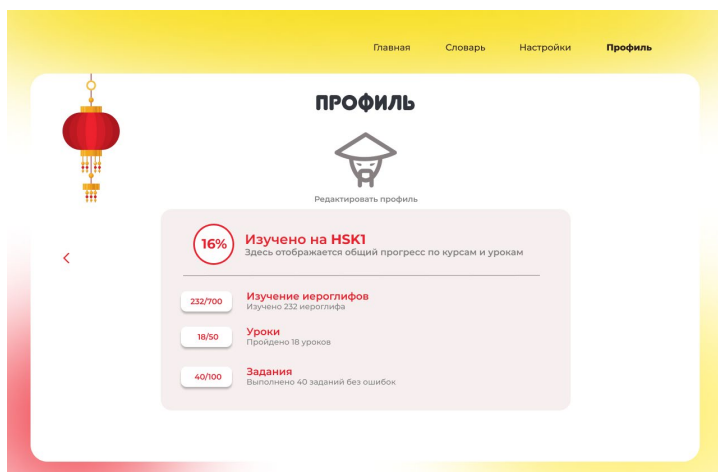 Главная Словарь Настройки Профиль
ПРОФИЛЬ
Редактировать профиль
16%
Изучено на HSK1
Здесь отображается общий прогресс по курсам и урокам
232/700
Изучение иероглифов
Изучено 232 иероглифа
18/50
Уроки
Пройдено 18 уроков
40/100
Задания
Выполнено 40 заданий без ошибок